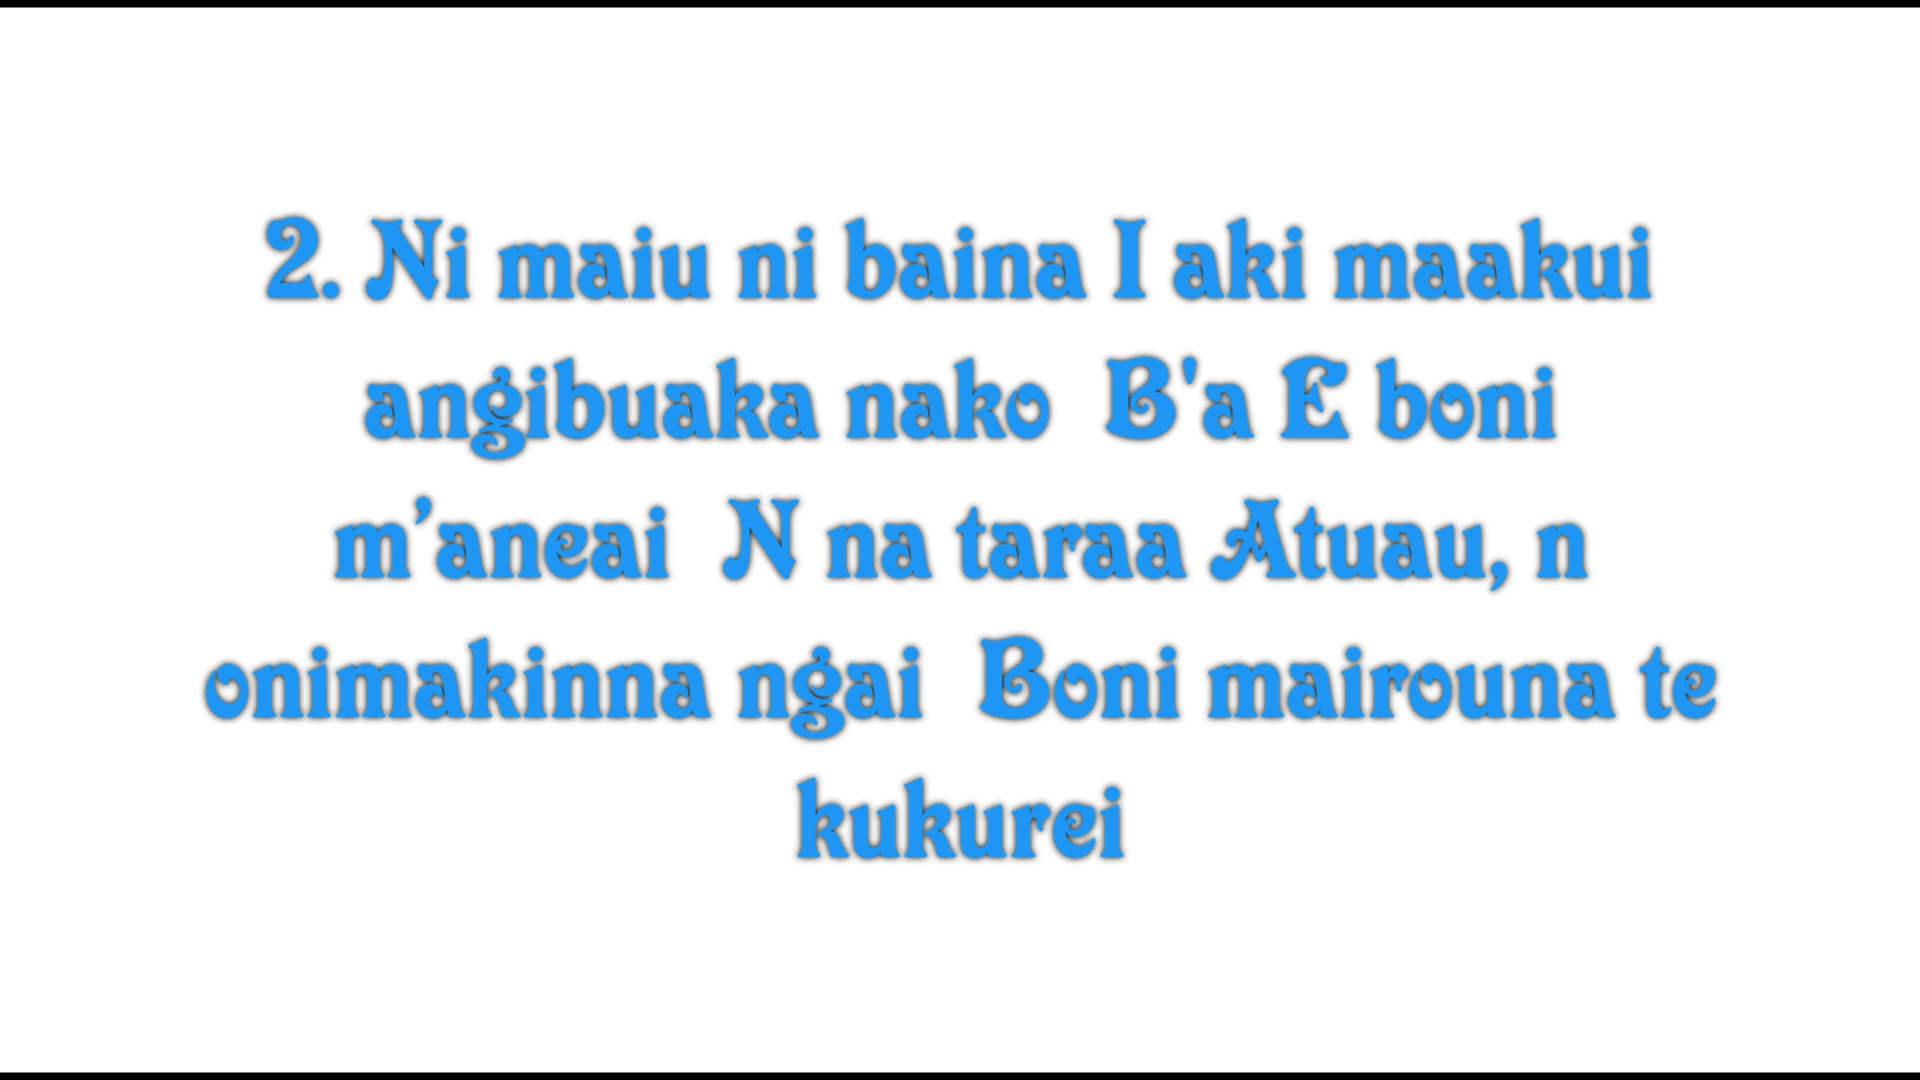 2. Ni maiu ni baina I aki maakui
angibuaka nako  B'a E boni
m’aneai  N na taraa Atuau, n
onimakinna ngai  Boni mairouna te
kukurei